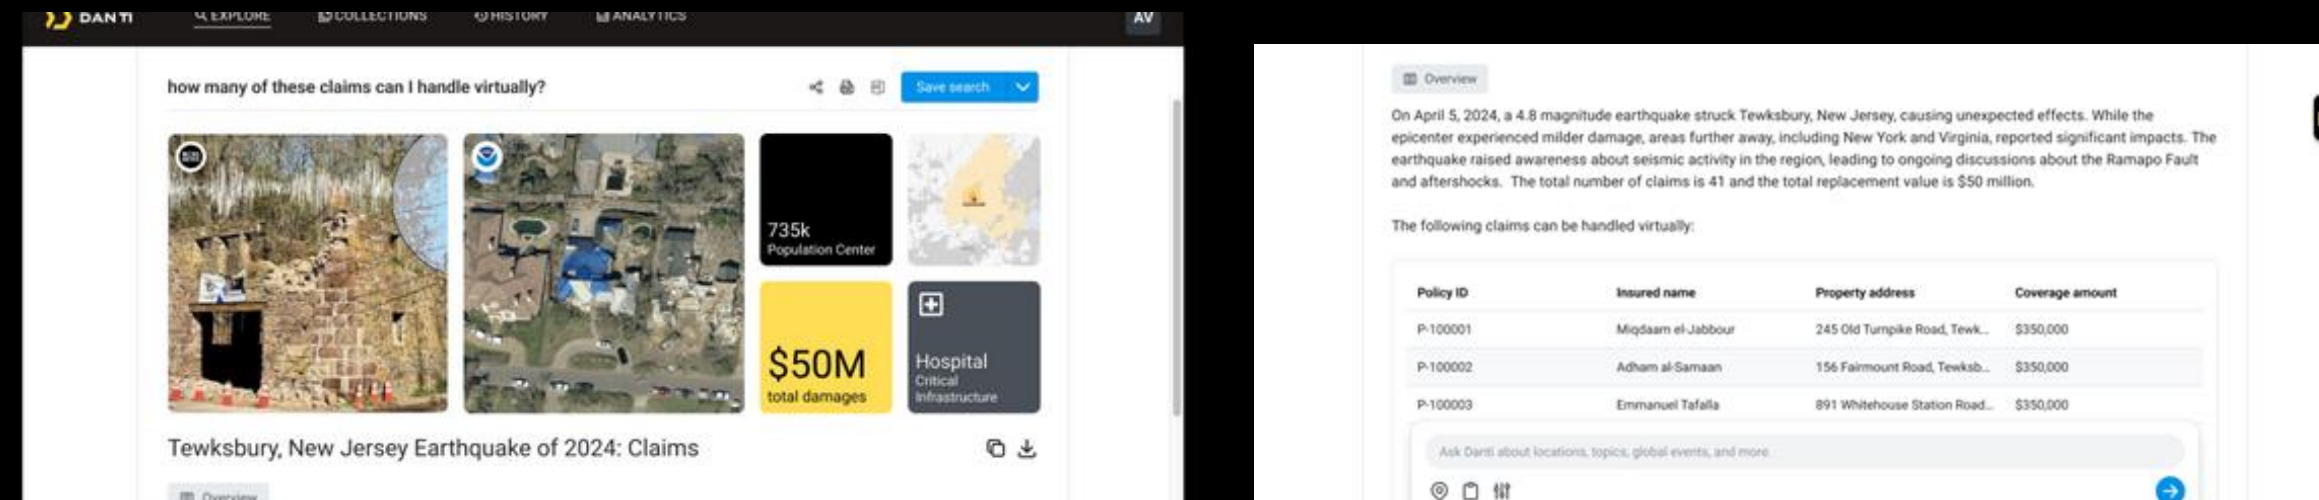 DANTI
EXPLORE
COLLECTIONS
HISTORY
ANALYTICS
AV
how many of these claims can I handle virtually?
Save search
735k
Population Center
$50M
total damages
Hospital
Critical
Infrastructure
Tewksbury, New Jersey Earthquake of 2024: Claims
Overview
Overview
On April 5, 2024, a 4.8 magnitude earthquake struck Tewksbury, New Jersey, causing unexpected effects. While the
epicenter experienced milder damage, areas further away, including New York and Virginia, reported significant impacts. The
earthquake raised awareness about seismic activity in the region, leading to ongoing discussions about the Ramapo Fault
and aftershocks. The total number of claims is 41 and the total replacement value is $50 million.
The following claims can be handled virtually:
Policy ID Insured name Property address Coverage amount
P-100001 Miqdaam el-Jabbour 245 Old Turnpike Road, Tewk... $350,000
P-100002 Adham al-Samaan 156 Fairmount Road, Tewksb... $350,000
P-100003 Emmanuel Tafalla 891 Whitehouse Station Road... $350,000
Ask Danti about locations, topics, global events, and more